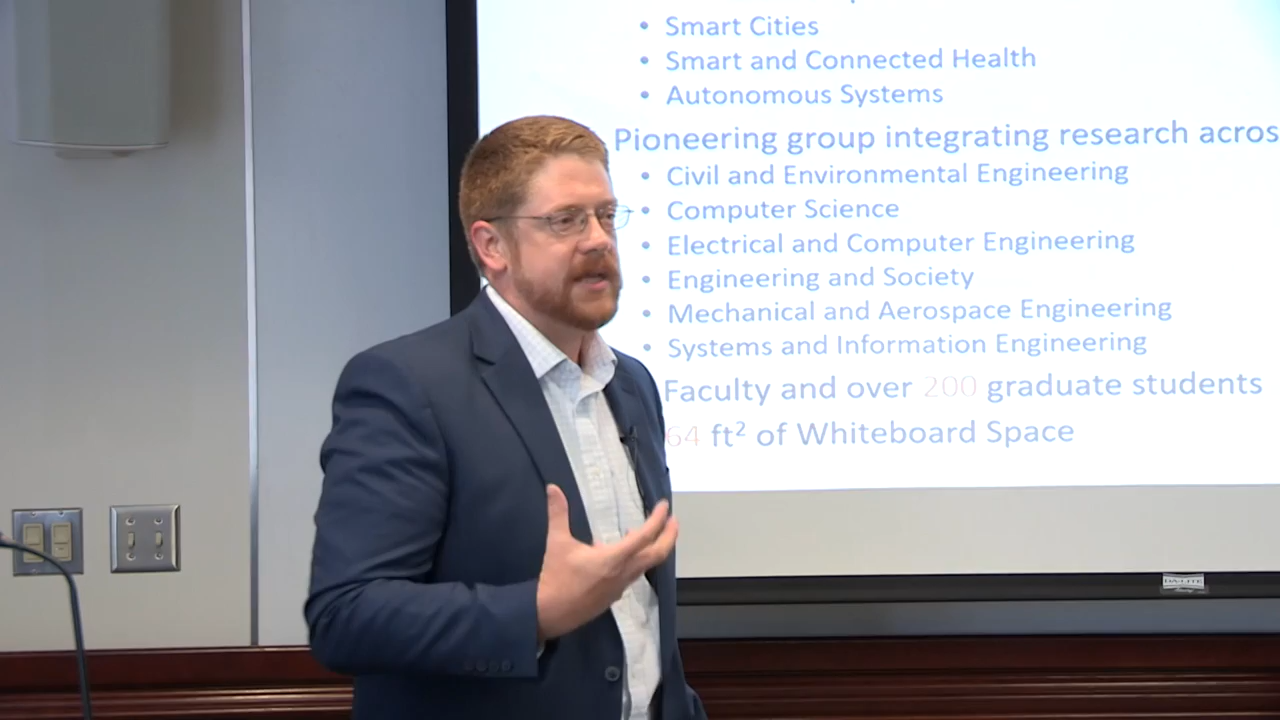 • Smart Cities
• Smart and Connected Health
• Autonomous Systems
Pioneering group integrating research acros
• Civil and Environmental Engineering
• Computer Science
• Electrical and Computer Engineering
• Engineering and Society
• Mechanical and Aerospace Engineering
• Systems and Information Engineering
Faculty and over 200 graduate students
64 ft² of Whiteboard Space
DA-LITE